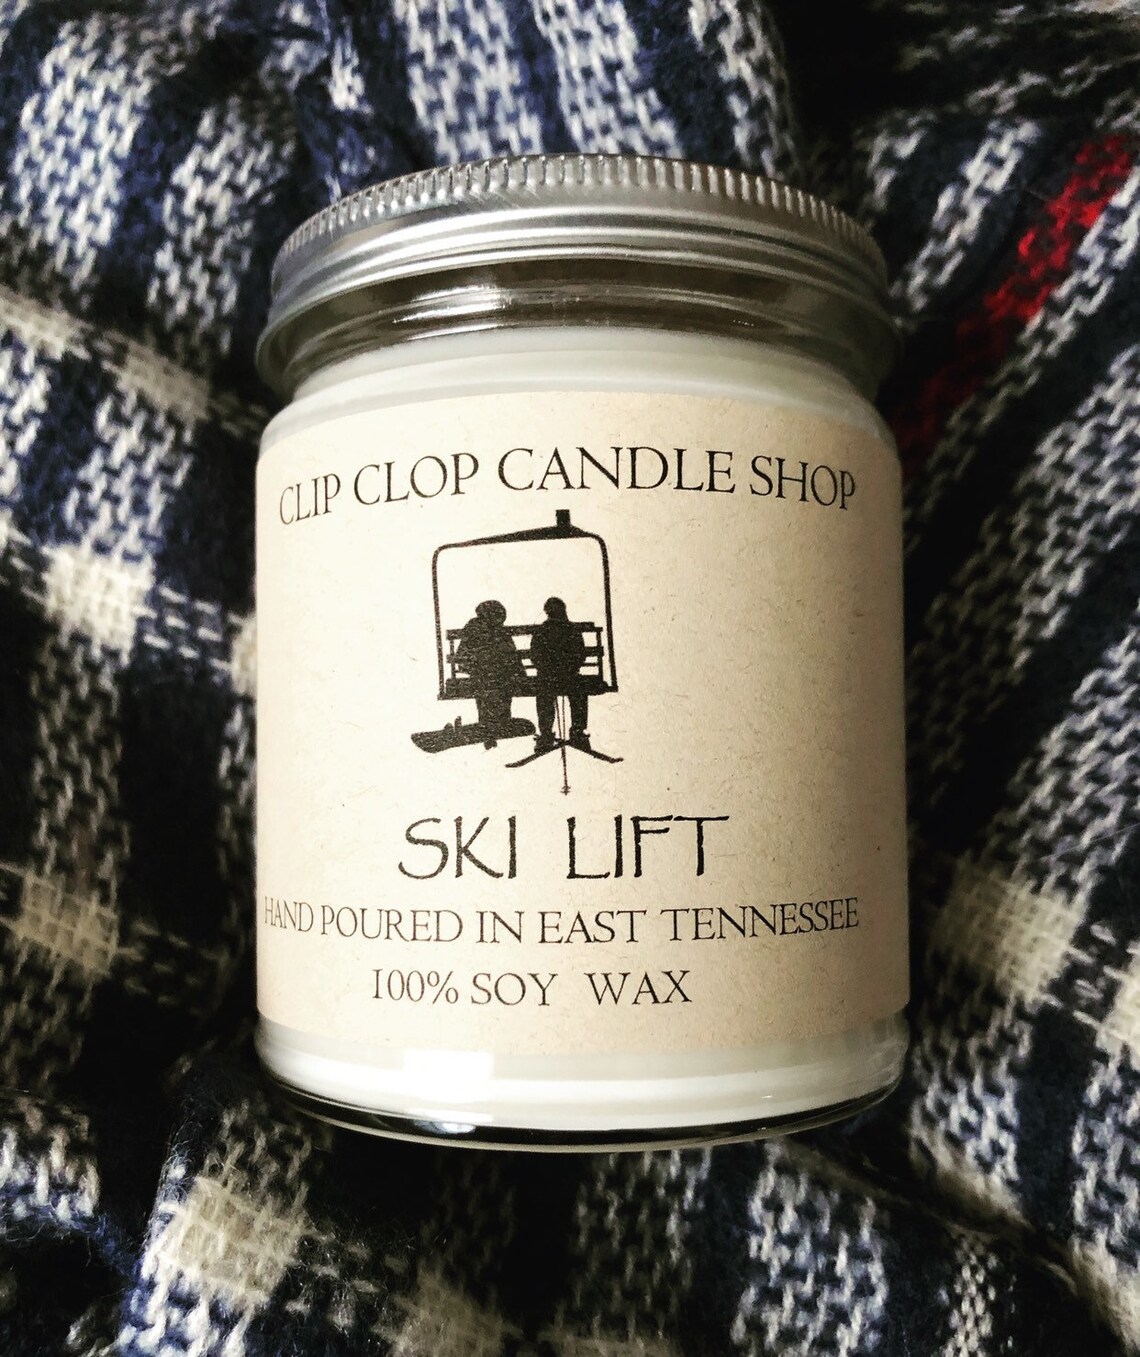 CLIP CLOP CANDLE SHOP
SKI LIFT
HAND POURED IN EAST TENNESSEE
100% SOY WAX